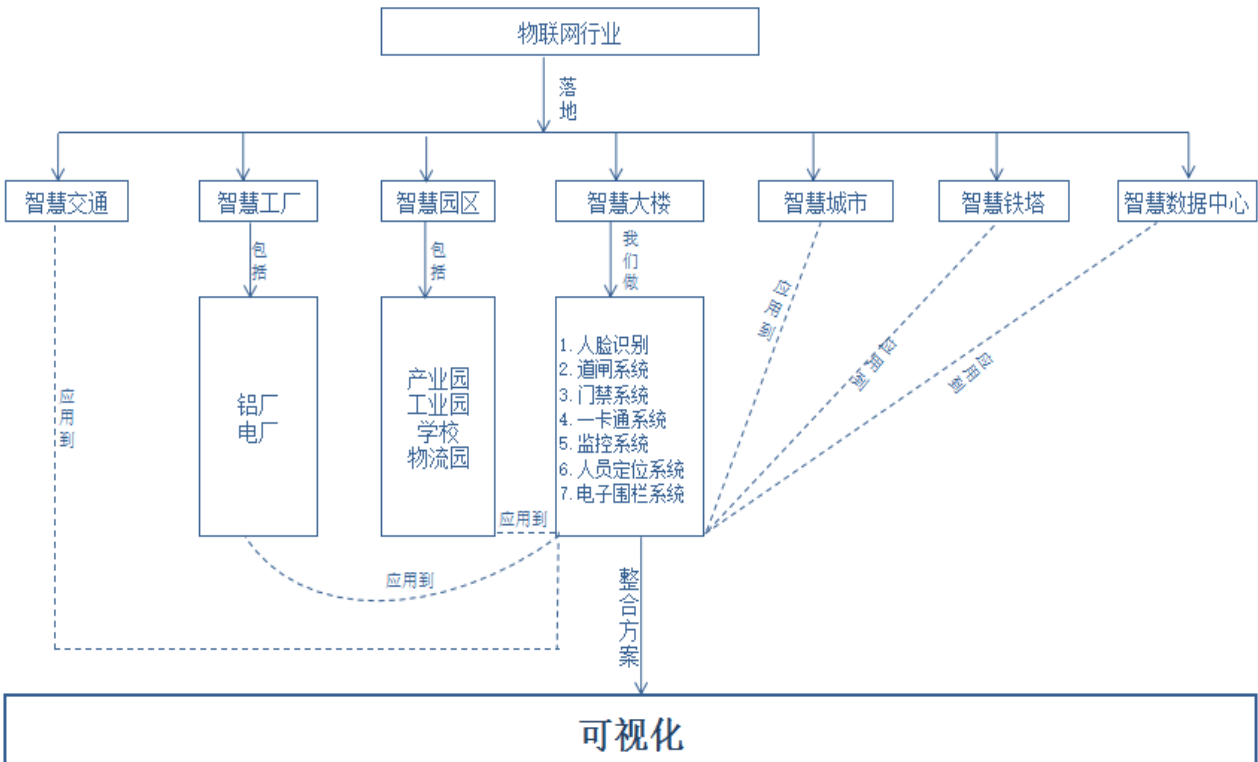 物联网行业
落地
智慧交通
智慧工厂
智慧园区
智慧大楼
智慧城市
智慧铁塔
智慧数据中心
包括
包括
我们做
应用到
应用到
应用到
应用到
铝厂
电厂
产业园
工业园
学校
物流园
1. 人脸识别
2. 道闸系统
3. 门禁系统
4. 一卡通系统
5. 监控系统
6. 人员定位系统
7. 电子围栏系统
应用到
应用到
整合方案
可视化